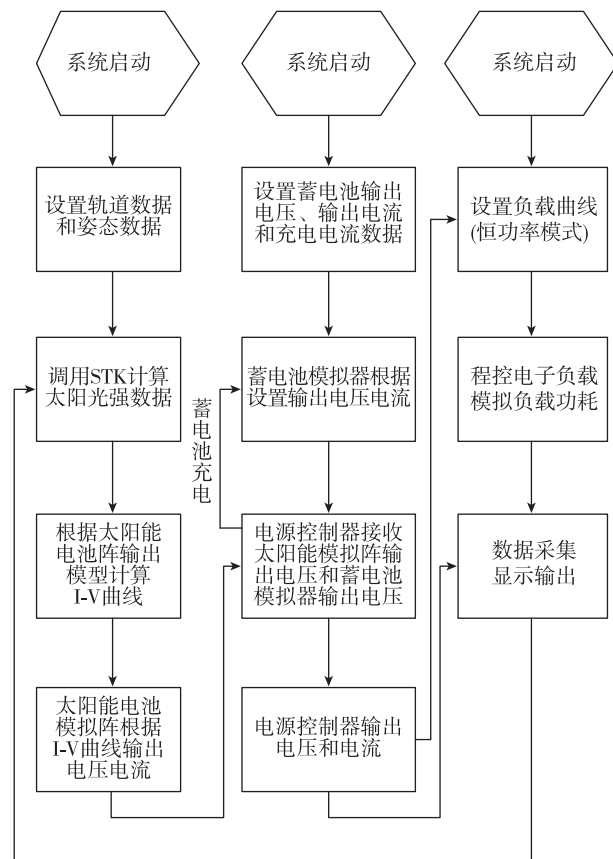 系统启动
设置轨道数据
和姿态数据
调用STK计算
太阳光强数据
根据太阳能
电池阵输出
模型计算
I-V曲线
太阳能电池
模拟阵根据
I-V曲线输出
电压电流
系统启动
设置蓄电池输出
电压、输出电流
和充电电流数据
蓄电池模拟器根据
设置输出电压电流
蓄电池充电
电源控制器接收
太阳能模拟阵输
出电压和蓄电池
模拟器输出电压
电源控制器输出
电压和电流
系统启动
设置负载曲线
(恒功率模式)
程控电子负载
模拟负载功耗
数据采集
显示输出